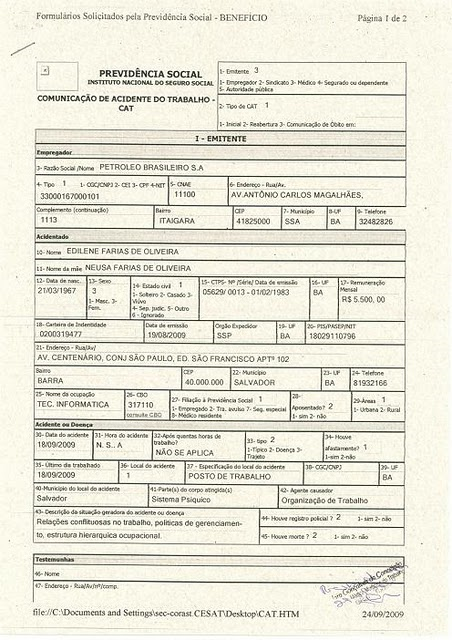 Formulários Solicitados pela Previdência Social - BENEFÍCIO Página 1 de 2
PREVIDÊNCIA SOCIAL
INSTITUTO NACIONAL DO SEGURO SOCIAL
COMUNICAÇÃO DE ACIDENTE DO TRABALHO - CAT
1- Emitente 3
1- Empregador 2- Sindicato 3- Médico 4- Segurado ou dependente
5- Autoridade pública
2- Tipo de CAT 1
1- Inicial 2- Reabertura 3- Comunicação de Óbito em:
I - EMITENTE
Empregador
3- Razão Social /Nome PETROLEO BRASILEIRO S.A
4- Tipo 1 1- CGC/CNPJ 2- CEI 3- CPF 4-NIT
33000167000101
5- CNAE
11100
6- Endereço - Rua/Av.
AV.ANTÔNIO CARLOS MAGALHÃES,
Complemento (continuação)
1113
Bairro
ITAIGARA
CEP
41825000
7- Município
SSA
8-UF
BA
9- Telefone
32482826
Acidentado
10- Nome EDILENE FARIAS DE OLIVEIRA
11- Nome da mãe NEUSA FARIAS DE OLIVEIRA
12-Data de nasc.
21/03/1967
13- Sexo
3
1- Masc. 3-
Fem.
14- Estado civil 1
1- Solteiro 2- Casado 3-
Viúvo
4- Sep. judic. 5- Outro
6 - Ignorado
15- CTPS- Nº /Série/ Data de emissão
05629/ 0013 - 01/02/1983
16- UF
BA
17- Remuneração
Mensal
R$ 5.500, 00
18- Carteira de Identidade
0200319477
Data de emissão
19/08/2009
Orgão Expedidor
SSP
19- UF
BA
20- PIS/PASEP/NIT
18029110796
21- Endereço - Rua/Av/
AV. CENTENÁRIO, CONJ SÃO PAULO, ED. SÃO FRANCISCO APTº 102
Bairro
BARRA
CEP
40.000.000
22- Município
SALVADOR
23- UF
BA
24- Telefone
81932166
25- Nome da ocupação
TEC. INFORMATICA
26- CBO
317110
consulte CBO
27- Filiação à Previdência Social 1
1- Empregado 2- Tra. avulso 7- Seg. especial
8- Médico residente
28-
Aposentado? 2
1-sim 2-não
29-Áreas 1
1- Urbana 2- Rural
Acidente ou Doença
30- Data do acidente
18/09/2009
31- Hora do acidente
N. S.. A
32-Após quantas horas de
trabalho?
NÃO SE APLICA
33- tipo 2
1-Típico 2- Doença 3-
Trajeto
34- Houve
afastamento? 1
1-sim 2-não
35- Último dia trabalhado
18/09/2009
36- Local do acidente
1
37 - Especificação do local do acidente
POSTO DE TRABALHO
38- CGC/CNPJ
39- UF
BA
40-Município do local do acidente
Salvador
41-Parte(s) do corpo atingida(s)
Sistema Psíquico
42- Agente causador
Organização de Trabalho
43- Descrição da situação geradora do acidente ou doença
Relações conflituosas no trabalho, politicas de gerenciamen-
to, estrutura hierarquica ocupacional.
44- Houve registro policial ? 2 1- sim 2- não
45- Houve morte ? 2 1- sim 2- não
Testemunhas
46- Nome
47- Endereço - Rua/Av/nº/comp.
file://C:\Documents and Settings\sec-corast.CESAT\Desktop\CAT.HTM 24/09/2009